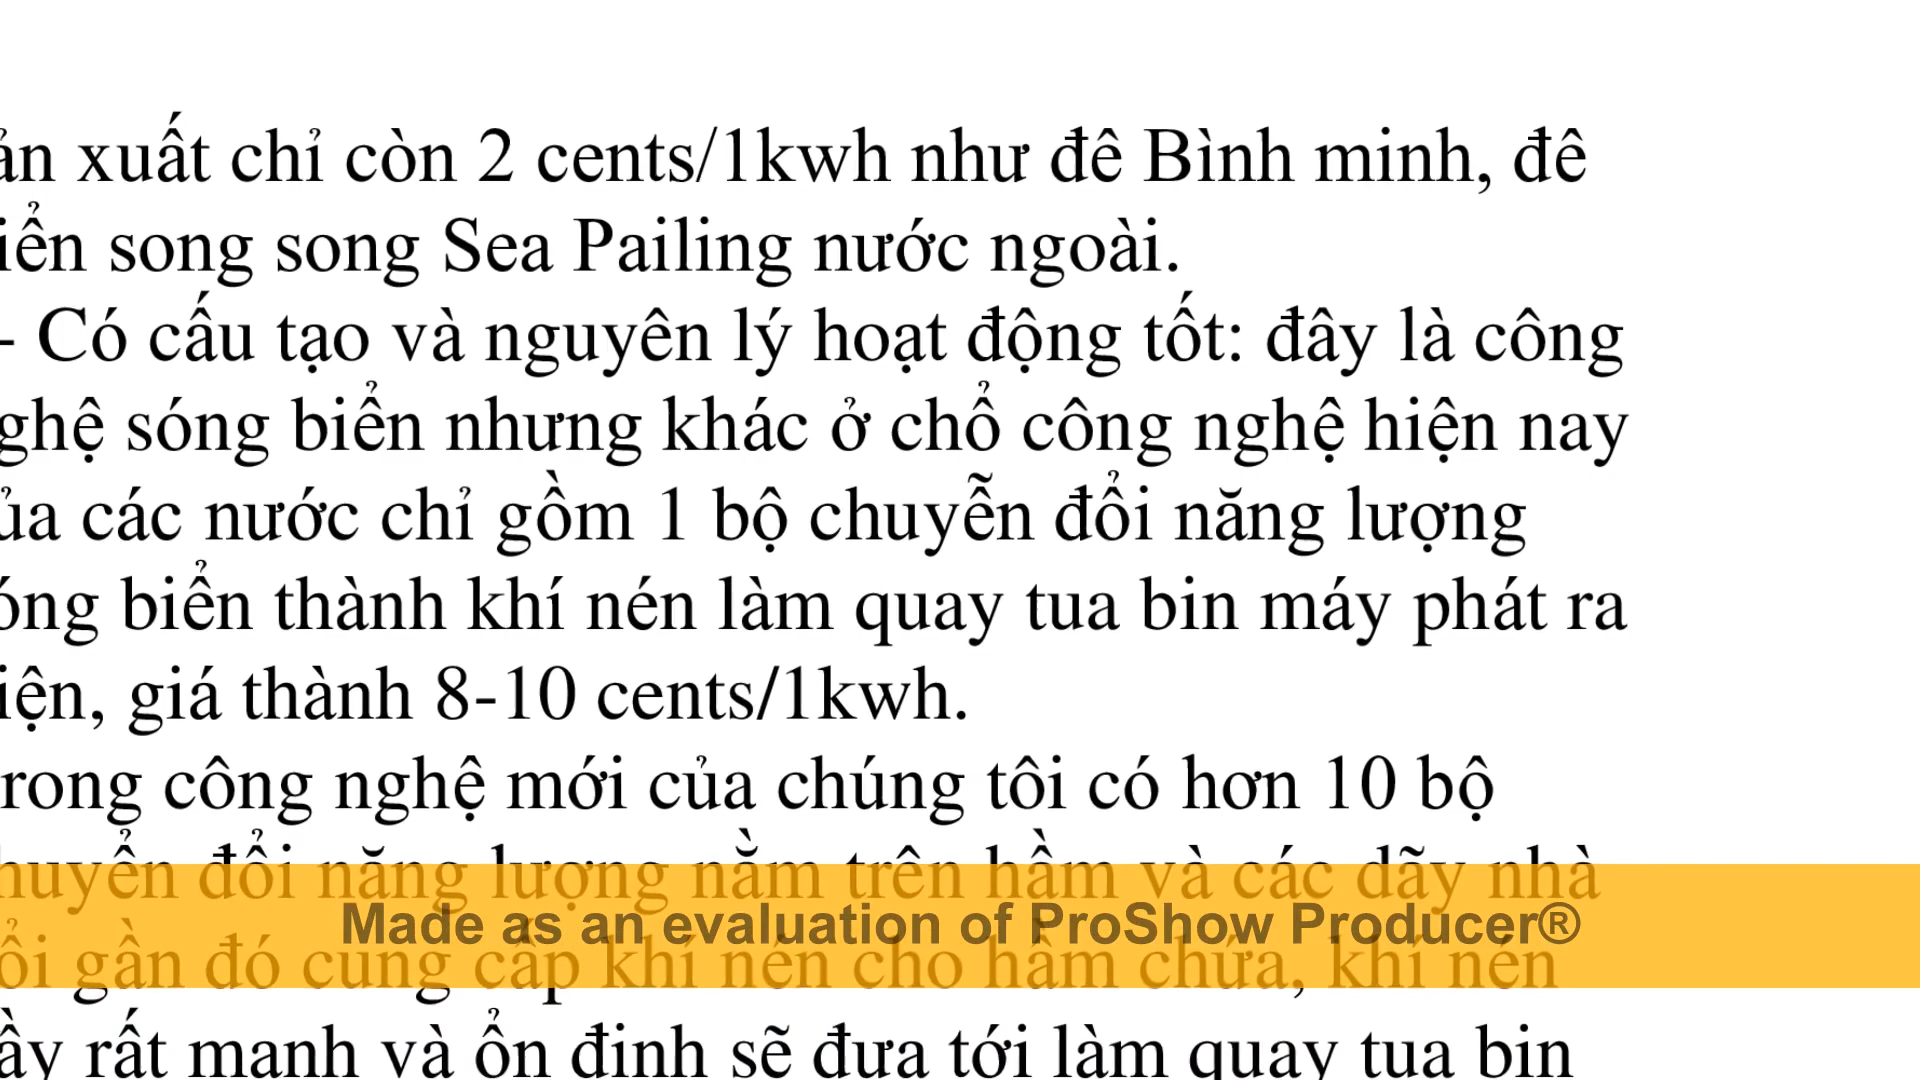 ản xuất chỉ còn 2 cents/1kwh như đê Bình minh, đê
iển song song Sea Pailing nước ngoài.
- Có cấu tạo và nguyên lý hoạt động tốt: đây là công
ghệ sóng biển nhưng khác ở chổ công nghệ hiện nay
ủa các nước chỉ gồm 1 bộ chuyễn đổi năng lượng
óng biển thành khí nén làm quay tua bin máy phát ra
iện, giá thành 8-10 cents/1kwh.
rong công nghệ mới của chúng tôi có hơn 10 bộ
huyển đổi năng lượng nằm trên hầm và các dãy nhà
Made as an evaluation of ProShow Producer®
ồi gần đó cung cấp khí nén cho hầm chứa, khí nén
ầy rất mạnh và ổn định sẽ đưa tới làm quay tua bin